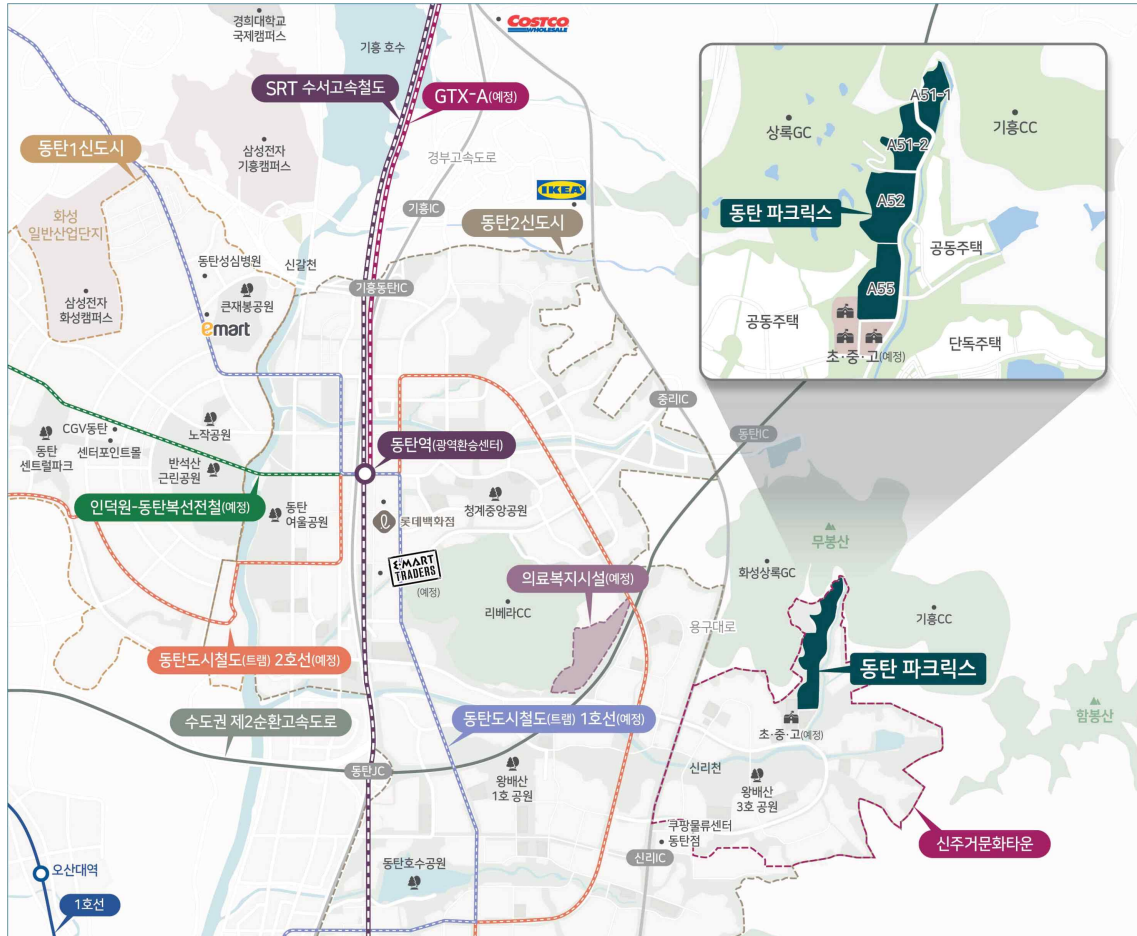 경희대학교
국제캠퍼스
기흥 호수
COSTCO
WHOLESALE
SRT 수서고속철도
GTX-A(예정)
동탄1신도시
삼성전자
기흥캠퍼스
경부고속도로
IKEA
기흥IC
동탄2신도시
화성
일반산업단지
동탄성심병원
신갈천
기흥동탄IC
삼성전자
화성캠퍼스
큰재봉공원
emart
상록GC
A51-1
기흥CC
A51-2
A52
동탄 파크릭스
공동주택
A55
공동주택
단독주택
초·중·고(예정)
중리IC
동탄IC
CGV동탄
센터포인트몰
노작공원
동탄
센트럴파크
반석산
근린공원
동탄역(광역환승센터)
인덕원-동탄복선전철(예정)
동탄
여울공원
롯데백화점
청계중앙공원
E·MART
TRADERS
(예정)
의료복지시설(예정)
리베라CC
무봉산
화성상록GC
기흥CC
용구대로
동탄도시철도(트램) 2호선(예정)
동탄 파크릭스
수도권 제2순환고속도로
동탄도시철도(트램) 1호선(예정)
초·중·고(예정)
함봉산
동탄JC
왕배산
1호 공원
신리천
왕배산
3호 공원
쿠팡물류센터
동탄점
신리IC
신주거문화타운
동탄호수공원
오산대역
1호선